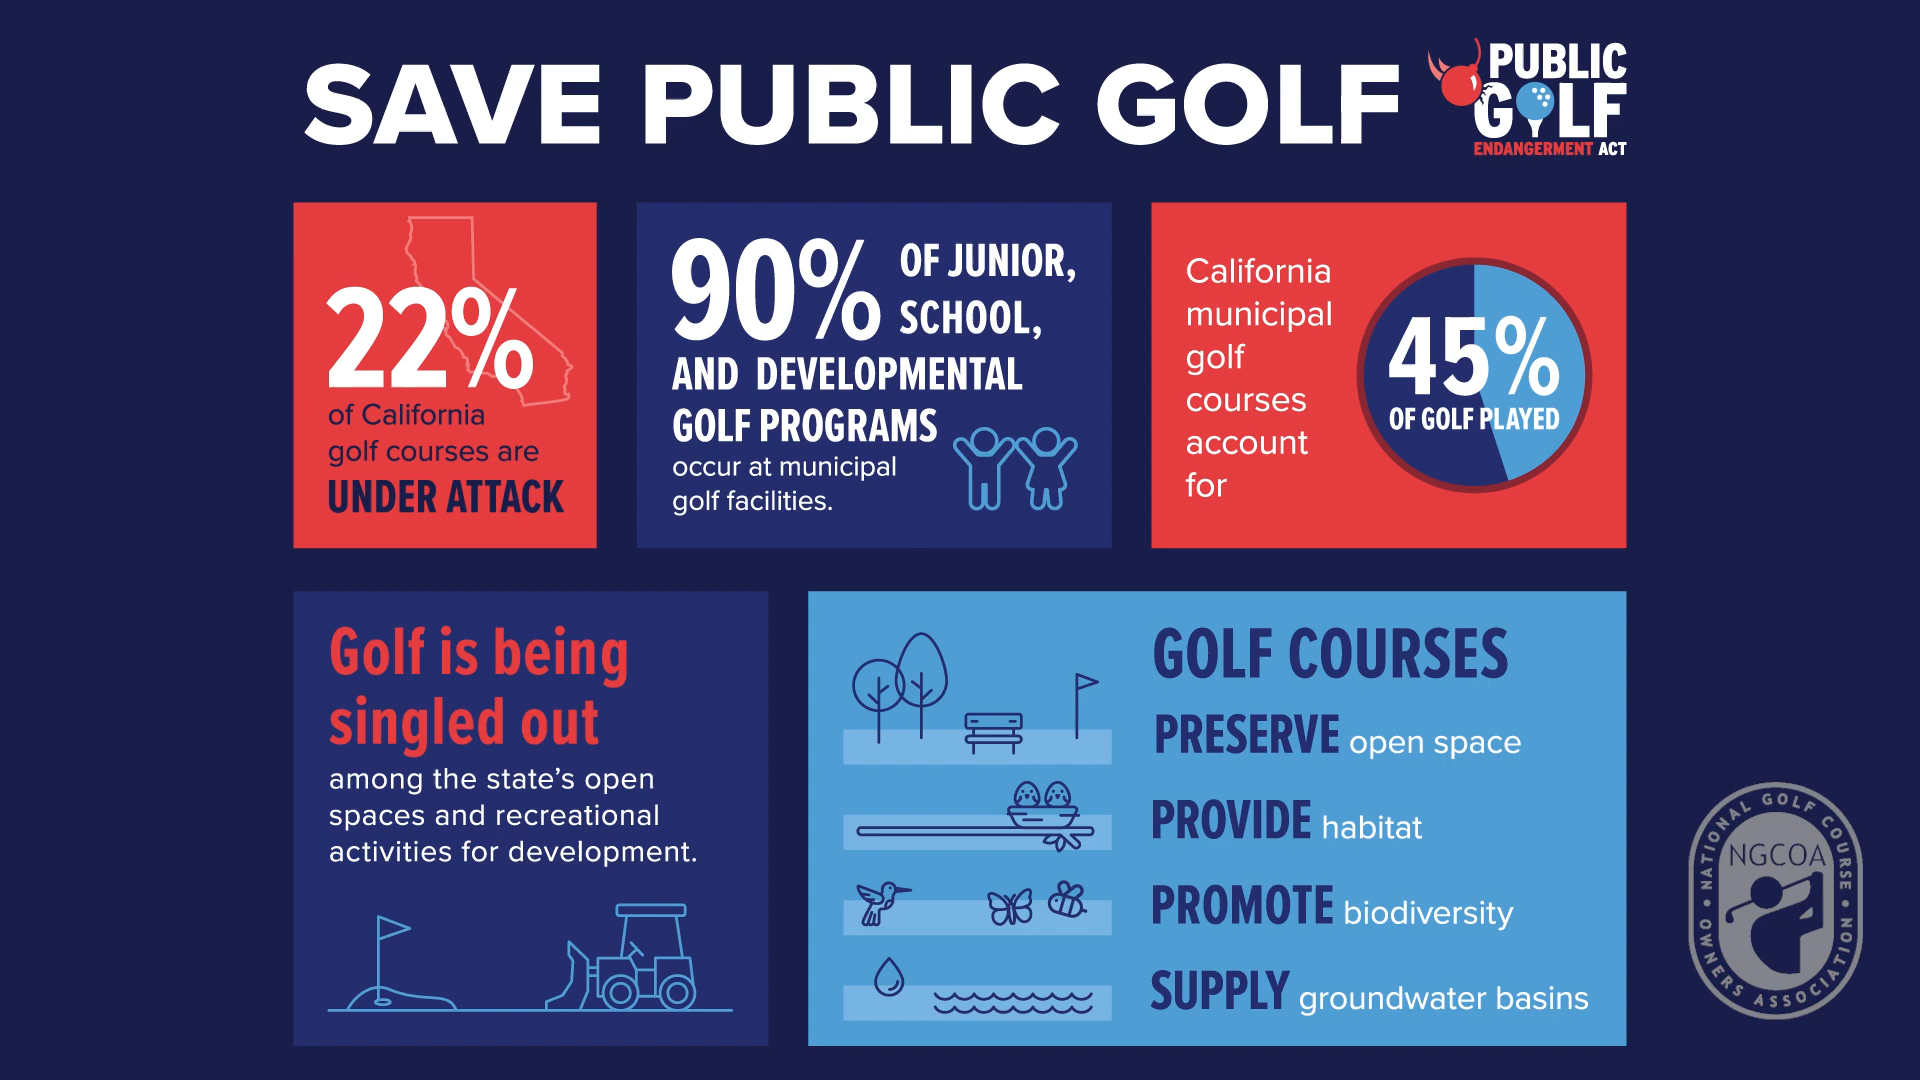 SAVE PUBLIC GOLF
PUBLIC
GOLF
ENDANGERMENT ACT
22%
of California
golf courses are
UNDER ATTACK
90% OF JUNIOR,
SCHOOL,
AND DEVELOPMENTAL
GOLF PROGRAMS
occur at municipal
golf facilities.
California
municipal
golf
courses
account
for
45%
OF GOLF PLAYED
Golf is being
singled out
among the state's open
spaces and recreational
activities for development.
GOLF COURSES
PRESERVE open space
PROVIDE habitat
PROMOTE biodiversity
SUPPLY groundwater basins
NATIONAL GOLF COURSE
NGCOA
OWNERS ASSOCIATION